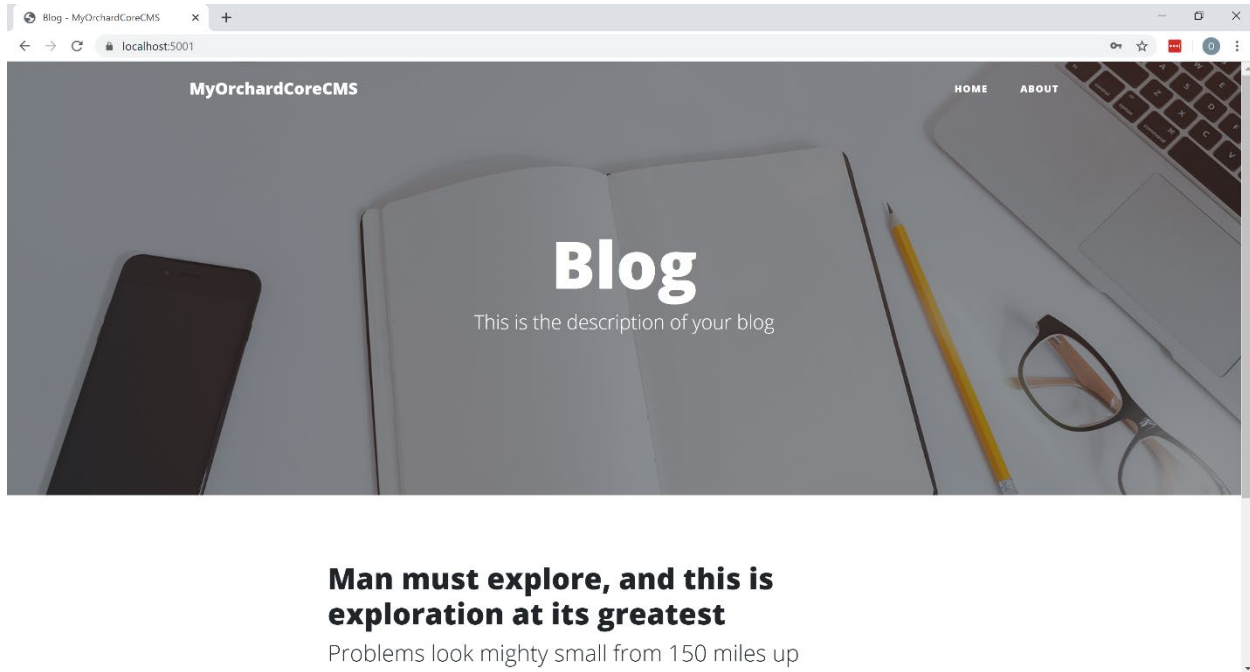 Blog - MyOrchardCoreCMS
localhost:5001
O
MyOrchardCoreCMS
HOME ABOUT
Blog
This is the description of your blog
Man must explore, and this is
exploration at its greatest
Problems look mighty small from 150 miles up